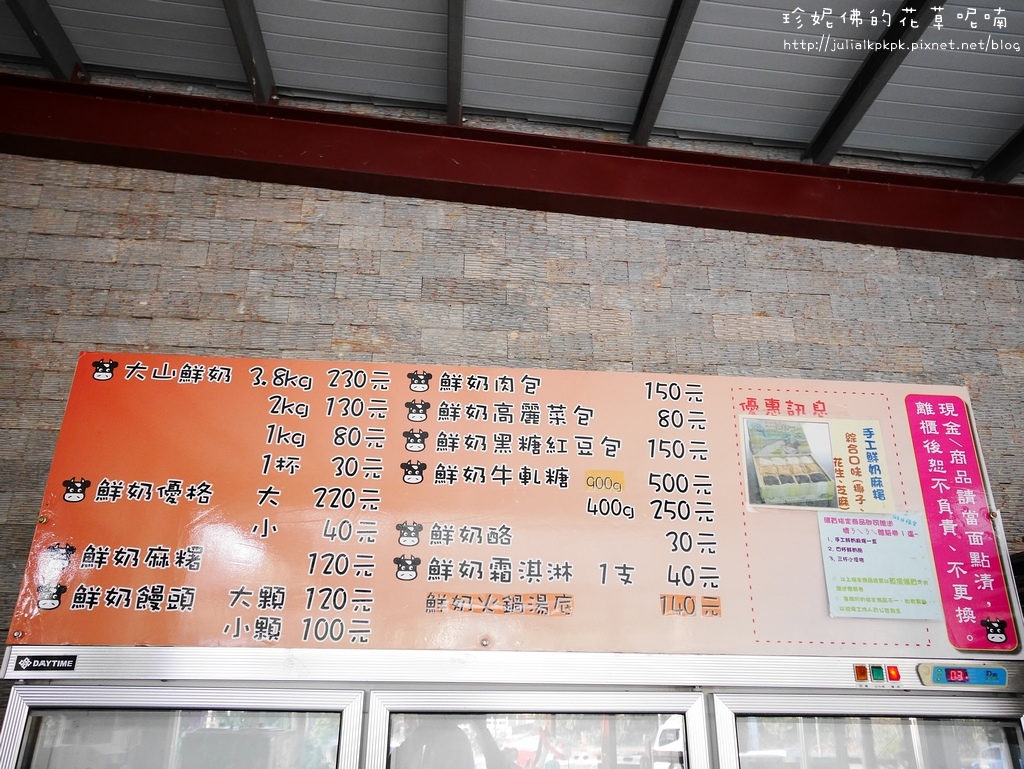 珍妮佛的花草呢喃
http://julialkpkpk.pixnet.net/blog
大山鮮奶 3.8kg 230元
2kg 130元
1kg 80元
1杯 30元
鮮奶優格 大 220元
小 40元
鮮奶麻糬 120元
鮮奶饅頭 大顆 120元
小顆 100元
鮮奶肉包 150元
鮮奶高麗菜包 80元
鮮奶黑糖紅豆包 150元
鮮奶牛軋糖 900g 500元
400g 250元
鮮奶酪 30元
鮮奶霜淇淋 1支 40元
鮮奶火鍋湯底 140元
優惠訊息
手工鮮奶麻糬
綜合口味(梅子、
花生、芝麻)
現金/商品請當面點清，
離櫃後恕不負責、不更換。
DAYTIME